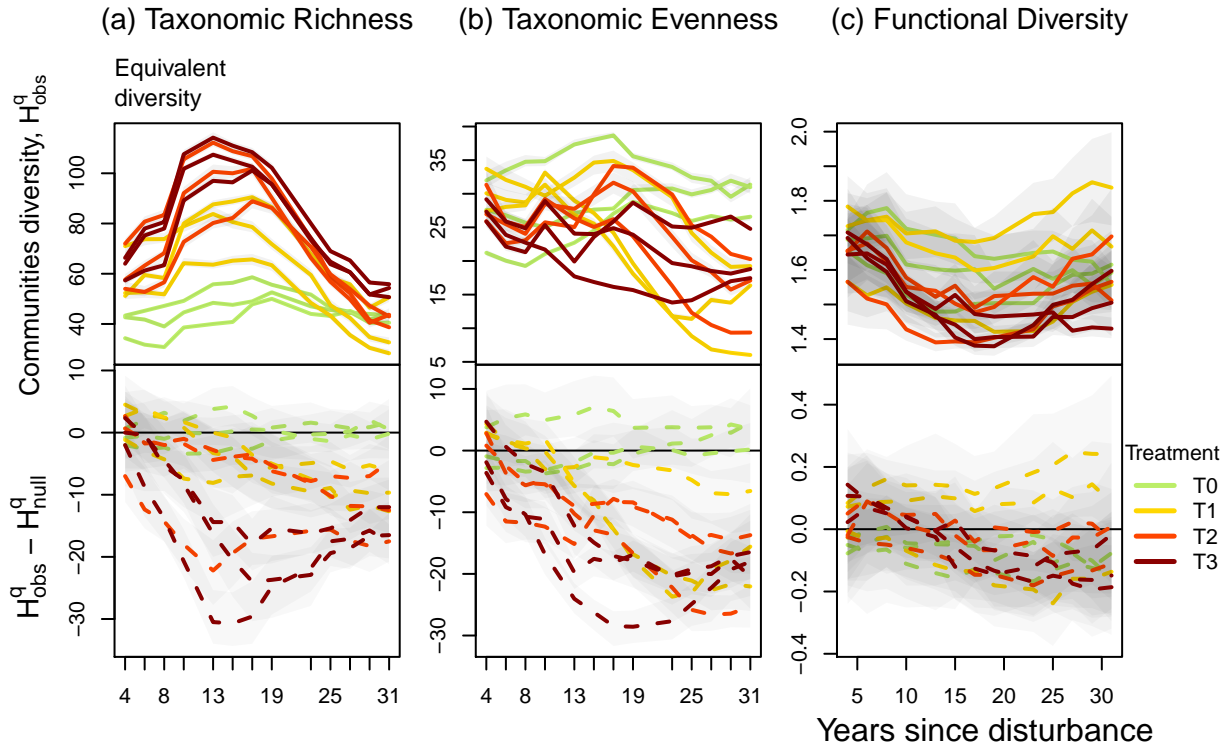 (a) Taxonomic Richness
(b) Taxonomic Evenness
(c) Functional Diversity
Equivalent
diversity
Communities diversity, H^q_obs
40 60 80 100
5 15 25 35
1.4 1.6 1.8 2.0
H^q_obs − H^q_null
−30 −20 −10 0 10
−30 −20 −10 0 10
−0.4 −0.2 0.0 0.2 0.4
4 8 13 19 25 31
4 8 13 19 25 31
5 10 15 20 25 30
Years since disturbance
Treatment
T0
T1
T2
T3